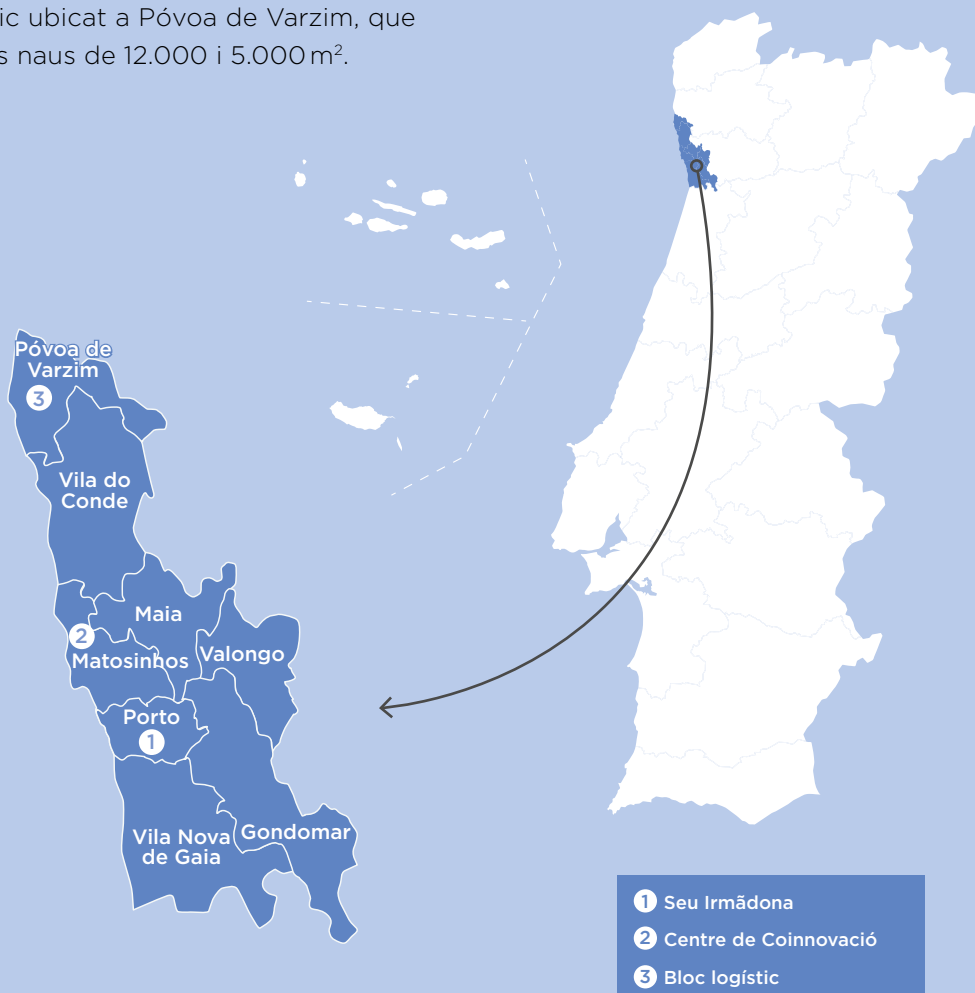 ic ubicat a Póvoa de Varzim, que
s naus de 12.000 i 5.000 m².
Póvoa de
Varzim
3
Vila do
Conde
Maia
2
Matosinhos
Valongo
Porto
1
Vila Nova
de Gaia
Gondomar
1 Seu Irmãdona
2 Centre de Coinnovació
3 Bloc logístic